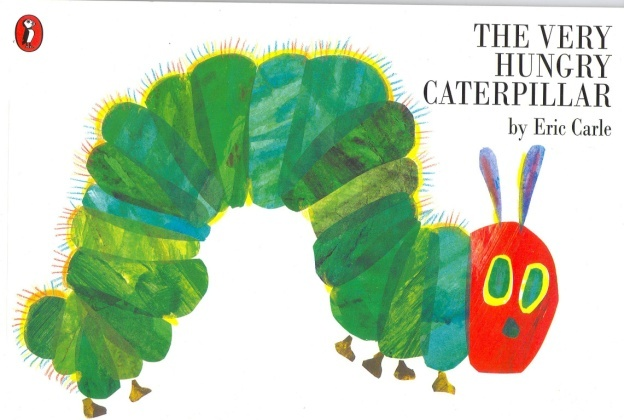 THE VERY
HUNGRY
CATERPILLAR
by Eric Carle